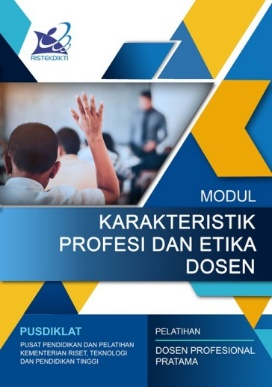 RISTEKDIKTI
MODUL
KARAKTERISTIK
PROFESI DAN ETIKA
DOSEN
PUSDIKLAT
PUSAT PENDIDIKAN DAN PELATIHAN
KEMENTERIAN RISET, TEKNOLOGI
DAN PENDIDIKAN TINGGI
PELATIHAN
DOSEN PROFESIONAL
PRATAMA